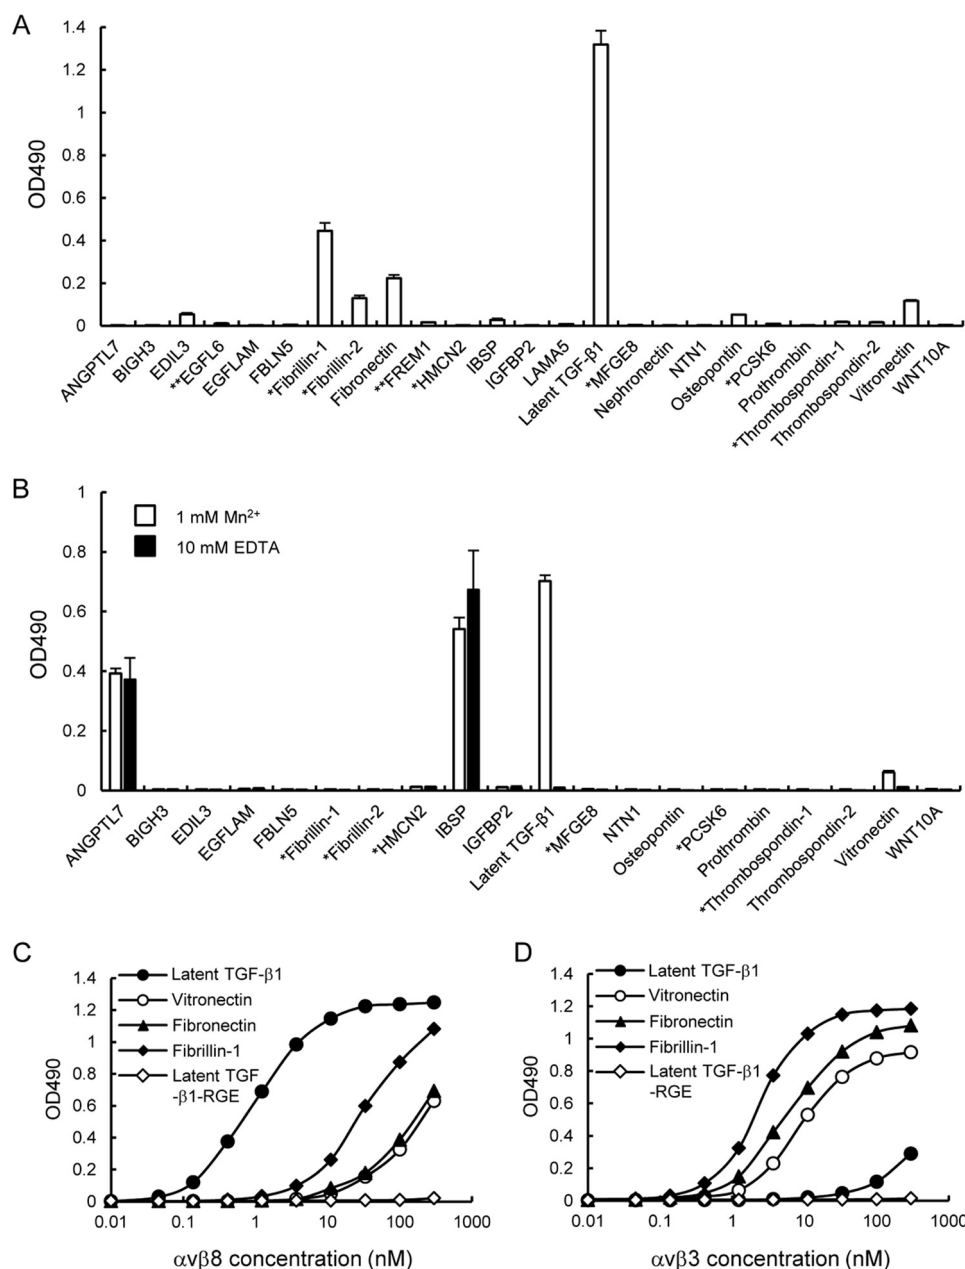 A
1.4
1.2
1
0.8
0.6
0.4
0.2
0
OD490
ANGPTL7
BIGH3
EDIL3
**EGFL6
EGFLAM
FBLN5
*Fibrillin-1
*Fibrillin-2
Fibronectin
**FREM1
*HMCN2
IBSP
IGFBP2
LAMA5
Latent TGF-β1
*MFGE8
Nephronectin
NTN1
Osteopontin
*PCSK6
Prothrombin
*Thrombospondin-1
Thrombospondin-2
Vitronectin
WNT10A
B
1
0.8
0.6
0.4
0.2
0
OD490
1 mM Mn²⁺
10 mM EDTA
ANGPTL7
BIGH3
EDIL3
EGFLAM
FBLN5
*Fibrillin-1
*Fibrillin-2
*HMCN2
IBSP
IGFBP2
Latent TGF-β1
*MFGE8
NTN1
Osteopontin
*PCSK6
Prothrombin
*Thrombospondin-1
Thrombospondin-2
Vitronectin
WNT10A
C
1.4
1.2
1
0.8
0.6
0.4
0.2
0
OD490
Latent TGF-β1
Vitronectin
Fibronectin
Fibrillin-1
Latent TGF
-β1-RGE
0.01 0.1 1 10 100 1000
αvβ8 concentration (nM)
D
1.4
1.2
1
0.8
0.6
0.4
0.2
0
OD490
Latent TGF-β1
Vitronectin
Fibronectin
Fibrillin-1
Latent TGF-β1
-RGE
0.01 0.1 1 10 100 1000
αvβ3 concentration (nM)